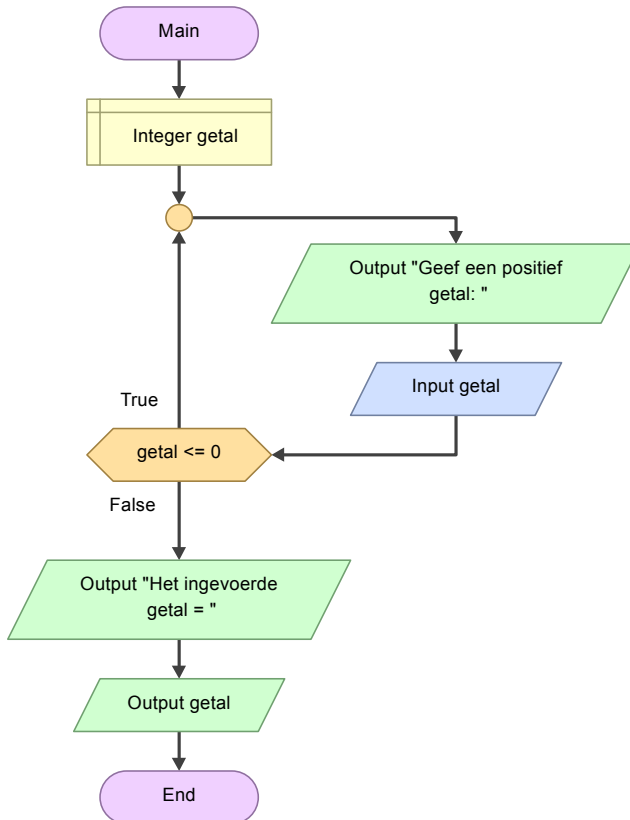 Main
Integer getal
Output "Geef een positief
getal: "
Input getal
True
getal <= 0
False
Output "Het ingevoerde
getal = "
Output getal
End